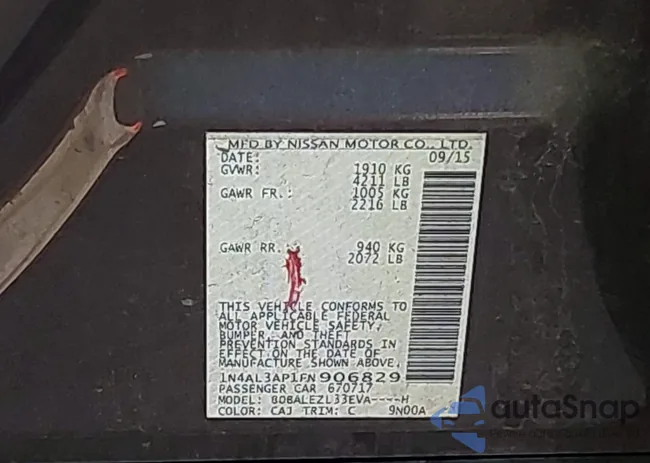 MFD BY NISSAN MOTOR CO., LTD.
DATE: 09/15
GVWR: 1910 KG
4211 LB
GAWR FR.: 1005 KG
2216 LB
GAWR RR. 940 KG
2072 LB
THIS VEHICLE CONFORMS TO
ALL APPLICABLE FEDERAL
MOTOR VEHICLE SAFETY,
BUMPER, AND THEFT
PREVENTION STANDARDS IN
EFFECT ON THE DATE OF
MANUFACTURE SHOWN ABOVE.
1N4AL3AP1FN906829
PASSENGER CAR 670717
MODEL: BDBALEZL33EVA----H
COLOR: CAJ TRIM: C 9N00A
autoSnap